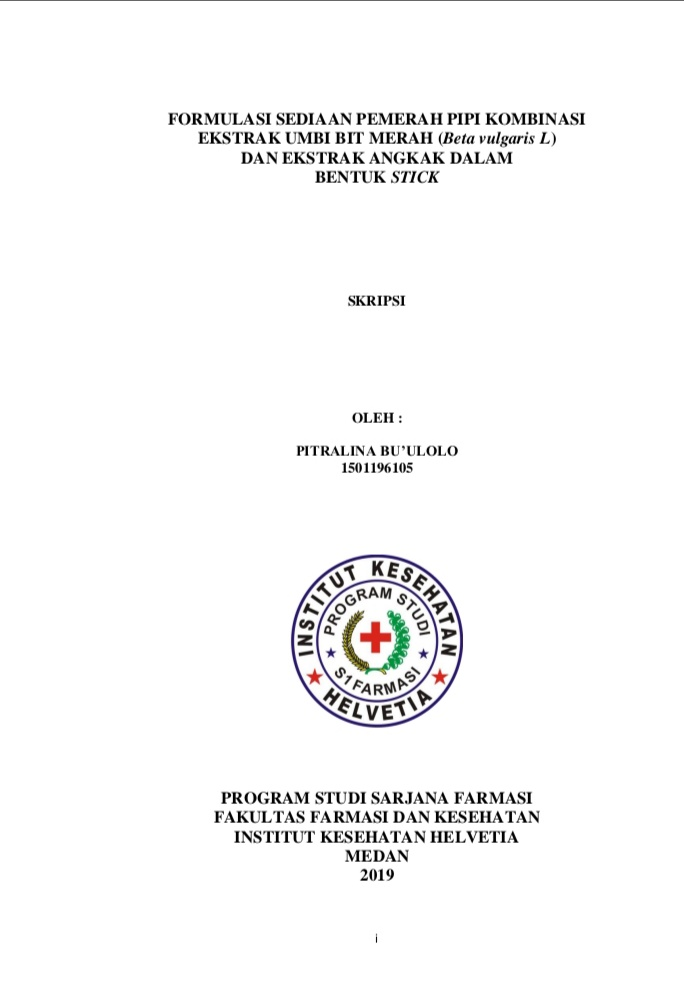 FORMULASI SEDIAAN PEMERAH PIPI KOMBINASI
EKSTRAK UMBI BIT MERAH (Beta vulgaris L)
DAN EKSTRAK ANGKAK DALAM
BENTUK STICK
SKRIPSI
OLEH :
PITRALINA BU’ULOLO
1501196105
INSTITUT KESEHATAN
PROGRAM STUDI
S1 FARMASI
HELVETIA
PROGRAM STUDI SARJANA FARMASI
FAKULTAS FARMASI DAN KESEHATAN
INSTITUT KESEHATAN HELVETIA
MEDAN
2019
i